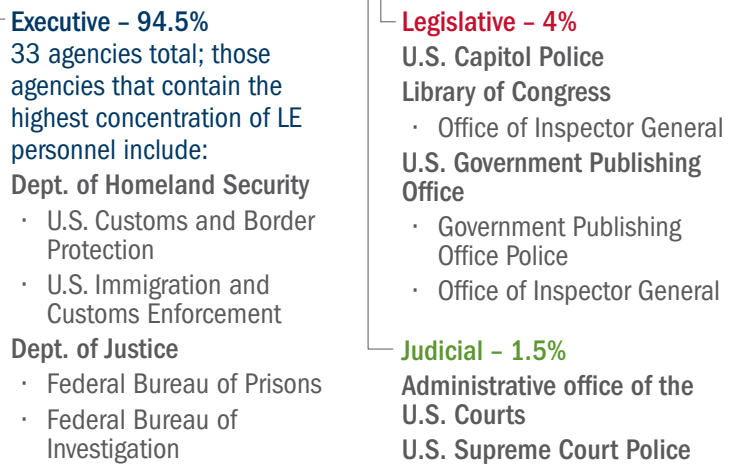 Executive – 94.5%
33 agencies total; those
agencies that contain the
highest concentration of LE
personnel include:
Dept. of Homeland Security
· U.S. Customs and Border
Protection
· U.S. Immigration and
Customs Enforcement
Dept. of Justice
· Federal Bureau of Prisons
· Federal Bureau of
Investigation
Legislative – 4%
U.S. Capitol Police
Library of Congress
· Office of Inspector General
U.S. Government Publishing
Office
· Government Publishing
Office Police
· Office of Inspector General
Judicial – 1.5%
Administrative office of the
U.S. Courts
U.S. Supreme Court Police